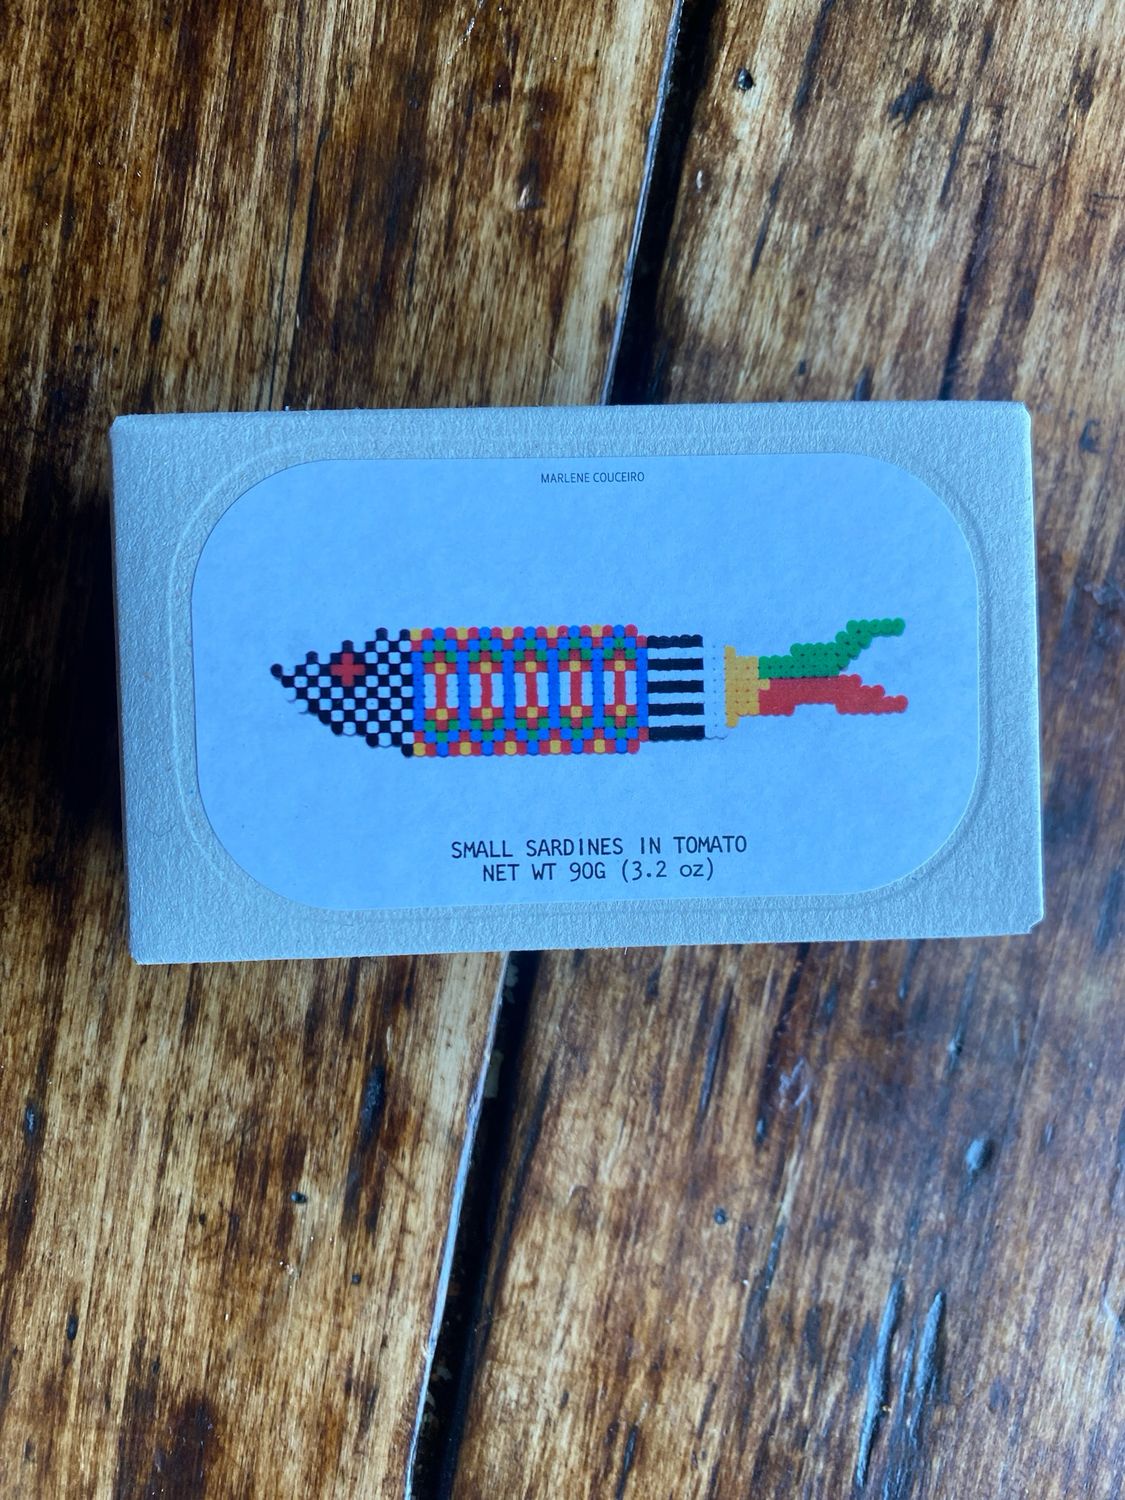 MARLENE COUCEIRO
SMALL SARDINES IN TOMATO
NET WT 90G (3.2 oz)